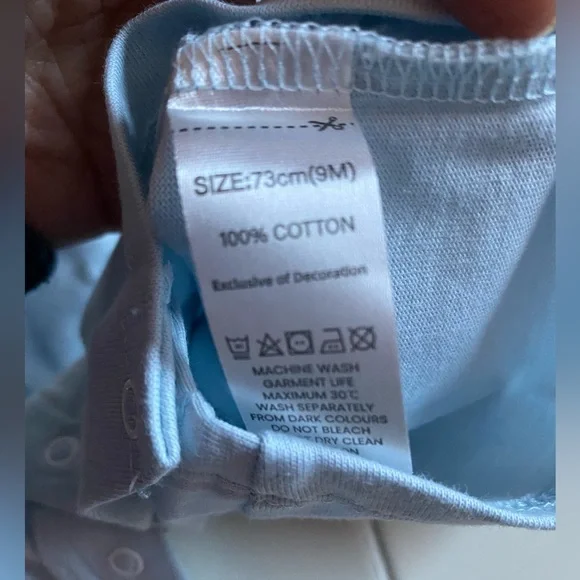 SIZE:73cm(9M)
100% COTTON
Exclusive of Decoration
MACHINE WASH
GARMENT LIFE
MAXIMUM 30℃
WASH SEPARATELY
FROM DARK COLOURS
DO NOT BLEACH
DRY CLEAN